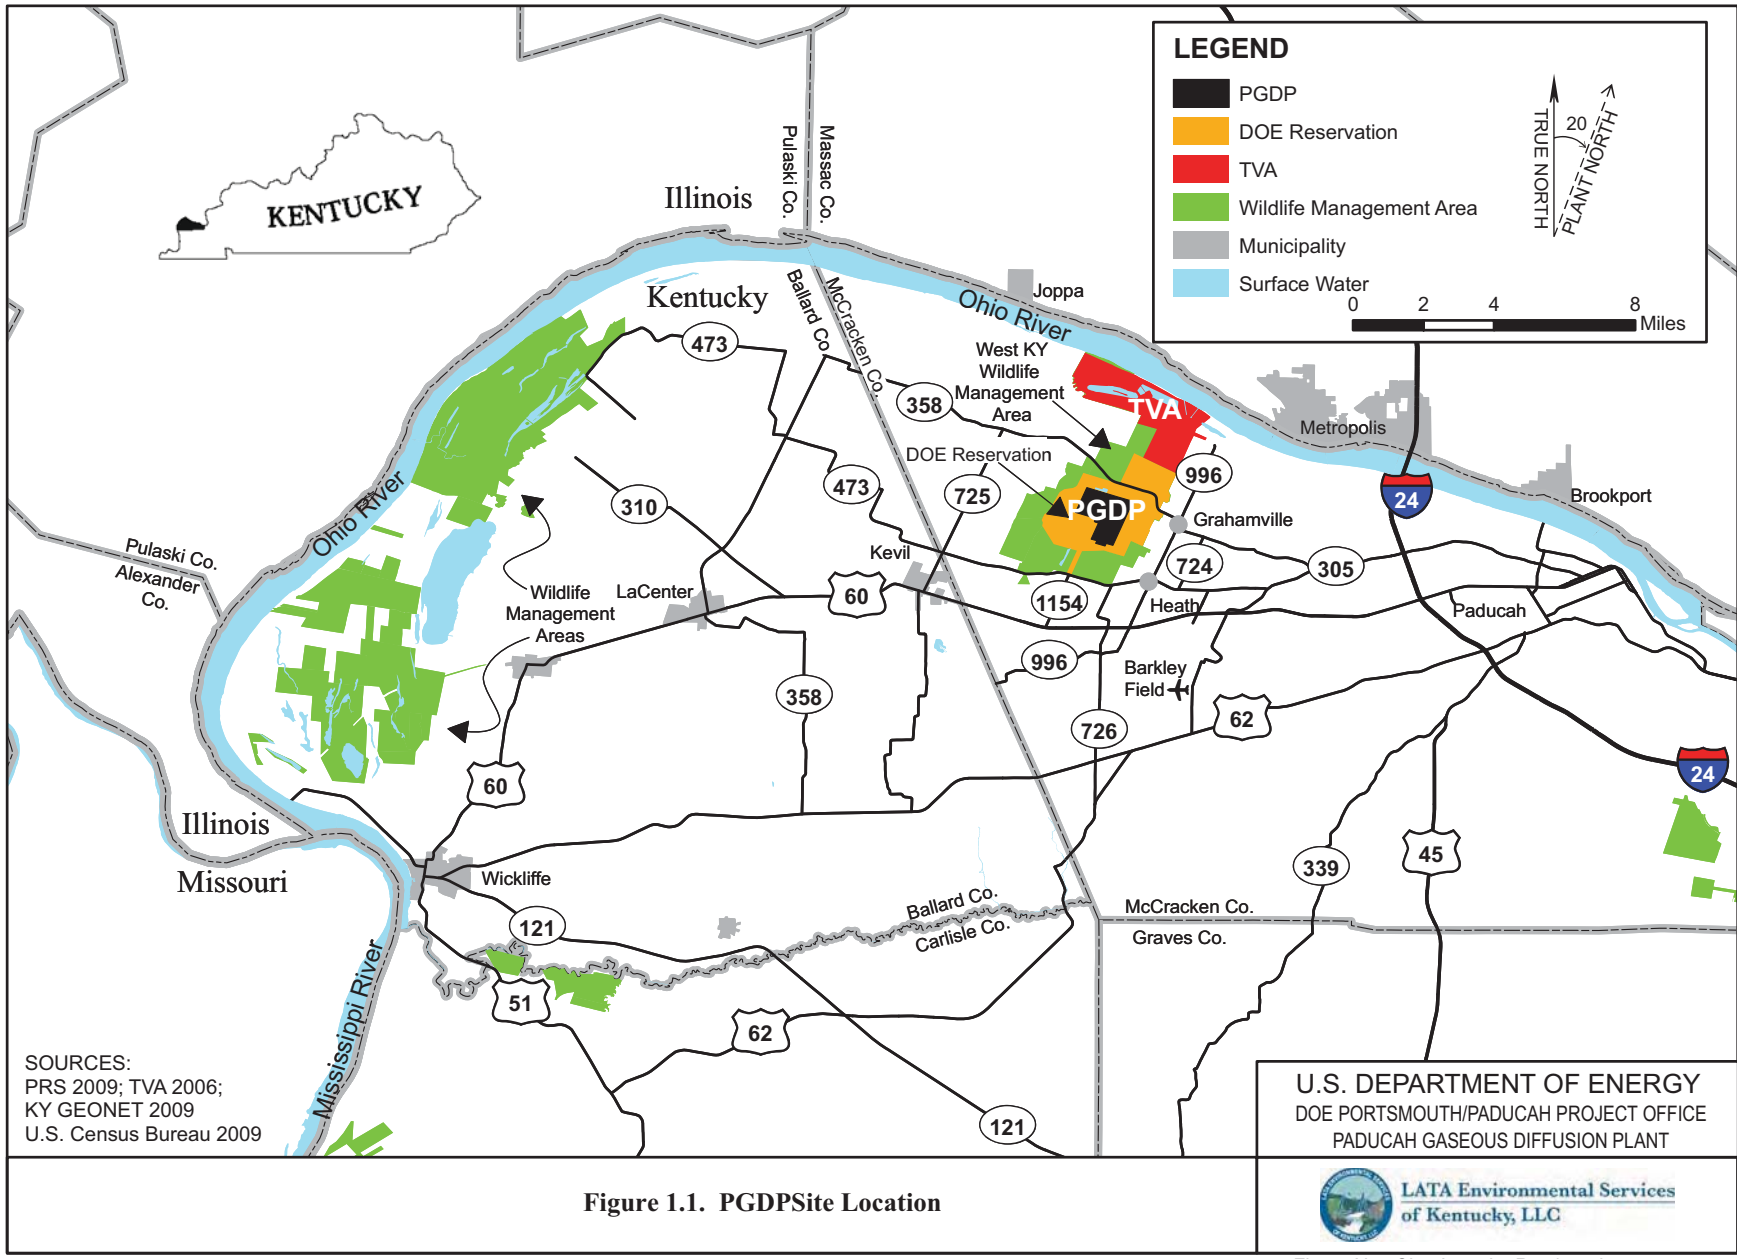 LEGEND
PGDP
DOE Reservation
TVA
Wildlife Management Area
Municipality
Surface Water
TRUE NORTH
20
PLANT NORTH
0 2 4 8
Miles
KENTUCKY
Pulaski Co.
Massac Co.
Illinois
Kentucky
Ballard Co
McCracken Co.
Ohio River
Joppa
West KY
Wildlife
Management
Area
TVA
DOE Reservation
PGDP
473
358
473
310
725
996
Metropolis
24
Brookport
Grahamville
Kevil
724
305
Ohio River
Pulaski Co.
Alexander
Co.
Wildlife
Management
Areas
LaCenter
60
1154
Heath
Paducah
996
Barkley
Field
358
726
62
24
60
Illinois
Missouri
Wickliffe
339
45
121
Ballard Co.
Carlisle Co.
McCracken Co.
Graves Co.
51
62
121
Mississippi River
SOURCES:
PRS 2009; TVA 2006;
KY GEONET 2009
U.S. Census Bureau 2009
U.S. DEPARTMENT OF ENERGY
DOE PORTSMOUTH/PADUCAH PROJECT OFFICE
PADUCAH GASEOUS DIFFUSION PLANT
Figure 1.1. PGDPSite Location
LATA Environmental Services
of Kentucky, LLC